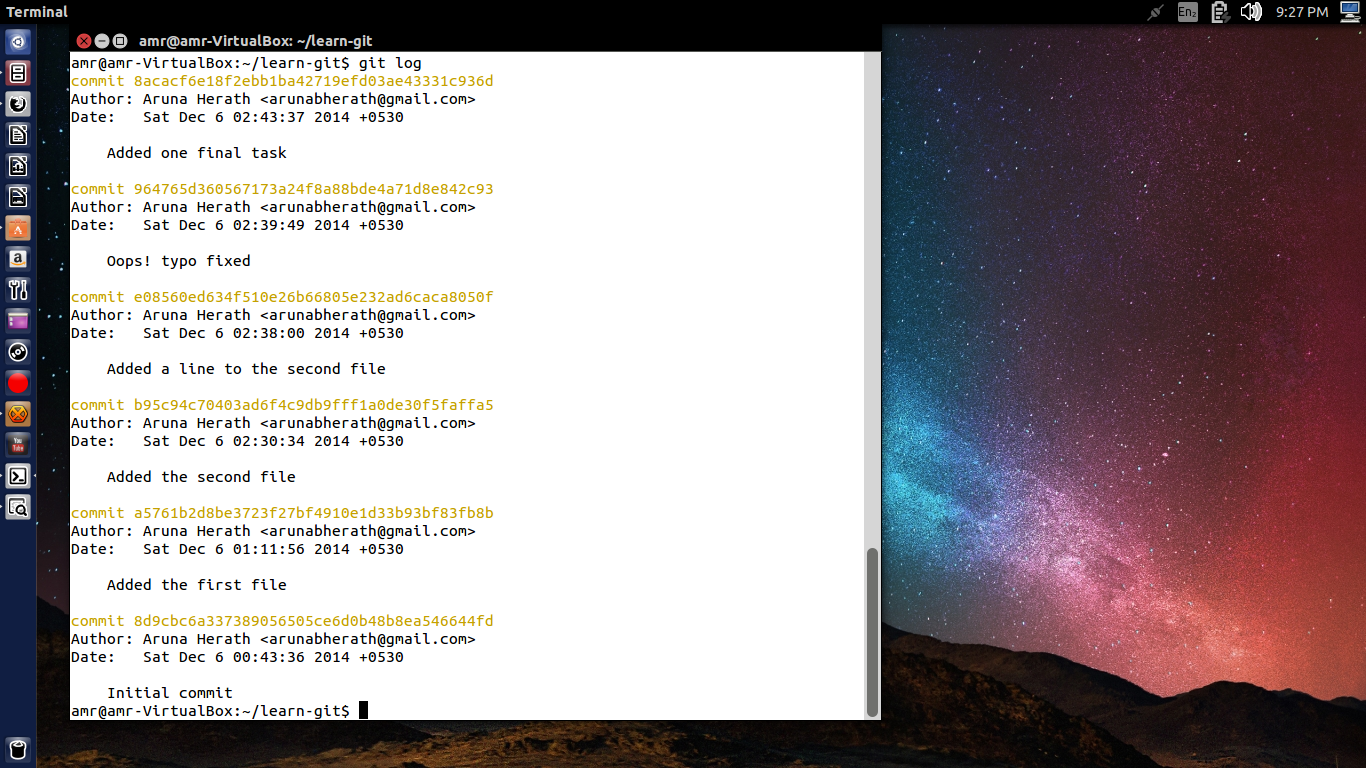 Terminal
En2
9:27 PM
amr@amr-VirtualBox: ~/learn-git
amr@amr-VirtualBox:~/learn-git$ git log
commit 8acacf6e18f2ebb1ba42719efd03ae43331c936d
Author: Aruna Herath <arunabherath@gmail.com>
Date:   Sat Dec 6 02:43:37 2014 +0530
Added one final task
commit 964765d360567173a24f8a88bde4a71d8e842c93
Author: Aruna Herath <arunabherath@gmail.com>
Date:   Sat Dec 6 02:39:49 2014 +0530
Oops! typo fixed
commit e08560ed634f510e26b66805e232ad6caca8050f
Author: Aruna Herath <arunabherath@gmail.com>
Date:   Sat Dec 6 02:38:00 2014 +0530
Added a line to the second file
commit b95c94c70403ad6f4c9db9fff1a0de30f5faffa5
Author: Aruna Herath <arunabherath@gmail.com>
Date:   Sat Dec 6 02:30:34 2014 +0530
Added the second file
commit a5761b2d8be3723f27bf4910e1d33b93bf83fb8b
Author: Aruna Herath <arunabherath@gmail.com>
Date:   Sat Dec 6 01:11:56 2014 +0530
Added the first file
commit 8d9cbc6a337389056505ce6d0b48b8ea546644fd
Author: Aruna Herath <arunabherath@gmail.com>
Date:   Sat Dec 6 00:43:36 2014 +0530
Initial commit
amr@amr-VirtualBox:~/learn-git$
You
Tube